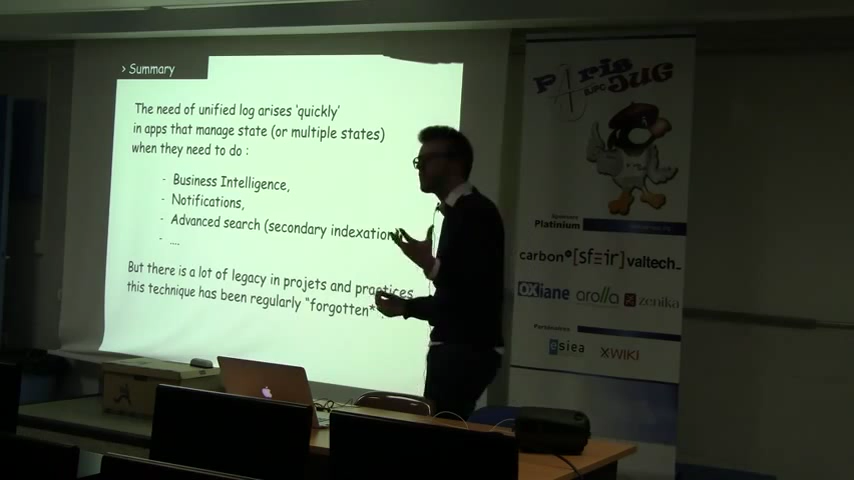 > Summary
The need of unified log arises 'quickly'
in apps that manage state (or multiple states)
when they need to do :
- Business Intelligence,
- Notifications,
- Advanced search (secondary indexation
- ....
But there is a lot of legacy in projets and practices
this technique has been regularly "forgotten*"
Paris
JUG
Sponsors
Platinium
carbon [sfeir] valtech_
OXiane arolla zenika
Partenaires
esiea XWIKI